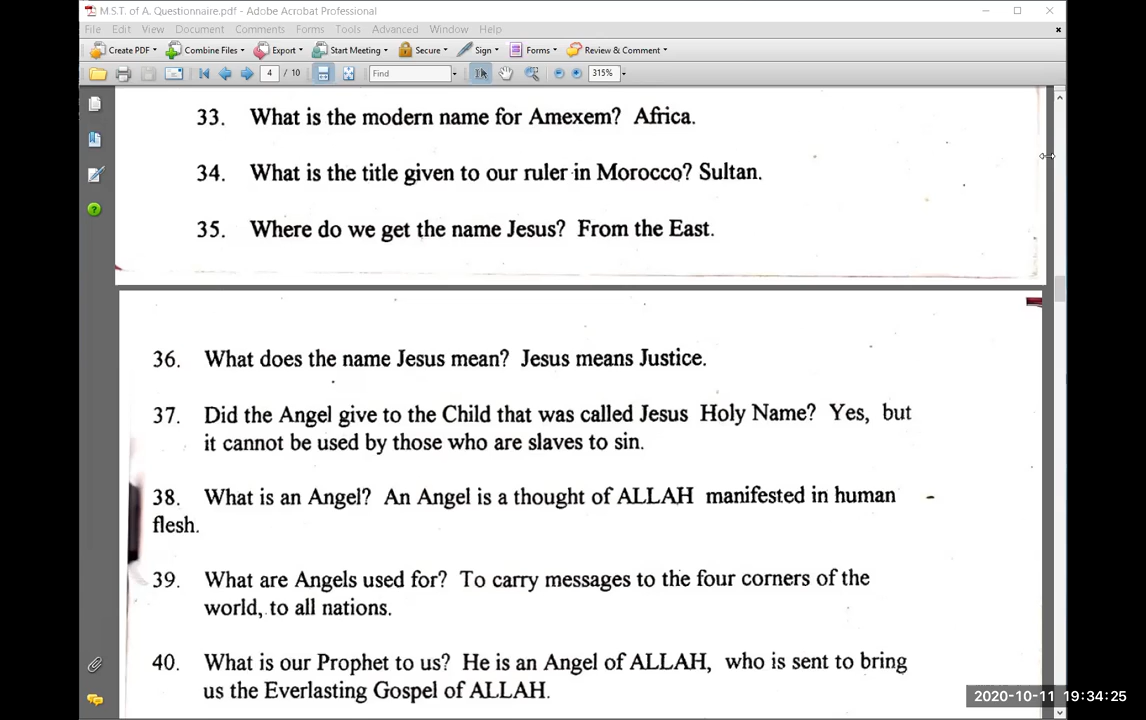 M.S.T. of A. Questionnaire.pdf - Adobe Acrobat Professional
File Edit View Document Comments Forms Tools Advanced Window Help
Create PDF Combine Files Export Start Meeting Secure Sign Forms Review & Comment
4 / 10 Find 315%
33. What is the modern name for Amexem? Africa.
34. What is the title given to our ruler in Morocco? Sultan.
35. Where do we get the name Jesus? From the East.
36. What does the name Jesus mean? Jesus means Justice.
37. Did the Angel give to the Child that was called Jesus Holy Name? Yes, but
it cannot be used by those who are slaves to sin.
38. What is an Angel? An Angel is a thought of ALLAH manifested in human
flesh.
39. What are Angels used for? To carry messages to the four corners of the
world, to all nations.
40. What is our Prophet to us? He is an Angel of ALLAH, who is sent to bring
us the Everlasting Gospel of ALLAH.
2020-10-11 19:34:25